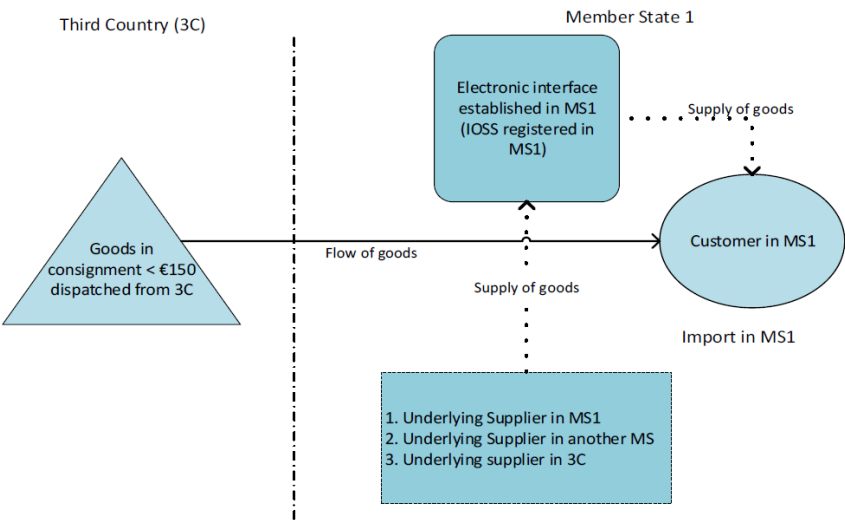 Third Country (3C)
Member State 1
Electronic interface
established in MS1
(IOSS registered in
MS1)
Supply of goods
Goods in
consignment < €150
dispatched from 3C
Flow of goods
Customer in MS1
Supply of goods
Import in MS1
1. Underlying Supplier in MS1
2. Underlying Supplier in another MS
3. Underlying supplier in 3C